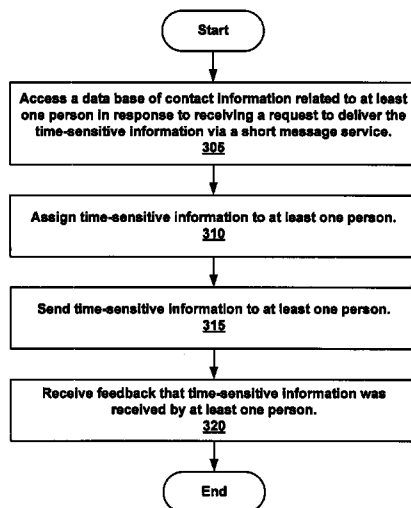 Start
Access a data base of contact information related to at least
one person in response to receiving a request to deliver the
time-sensitive information via a short message service.
305
Assign time-sensitive information to at least one person.
310
Send time-sensitive information to at least one person.
315
Receive feedback that time-sensitive information was
received by at least one person.
320
End